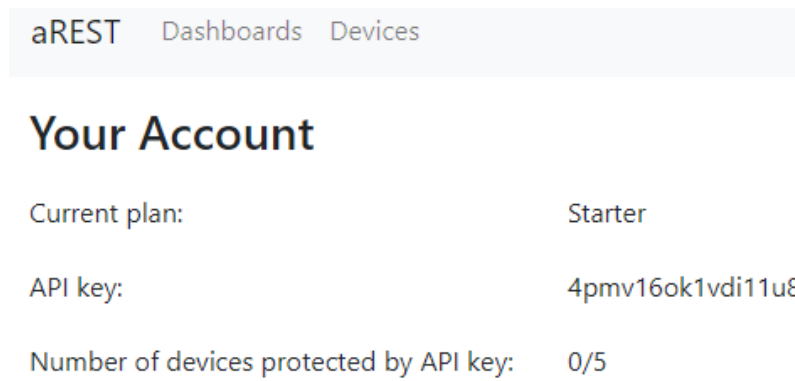 aREST Dashboards Devices
Your Account
Current plan: Starter
API key: 4pmv16ok1vdi11u8
Number of devices protected by API key: 0/5